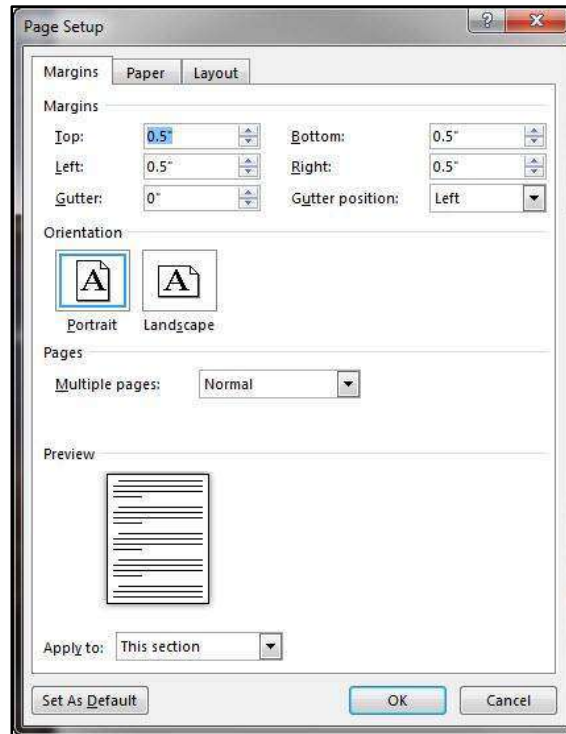 Page Setup
Margins Paper Layout
Margins
Top: 0.5" Bottom: 0.5"
Left: 0.5" Right: 0.5"
Gutter: 0" Gutter position: Left
Orientation
A A
Portrait Landscape
Pages
Multiple pages: Normal
Preview
Apply to: This section
Set As Default OK Cancel